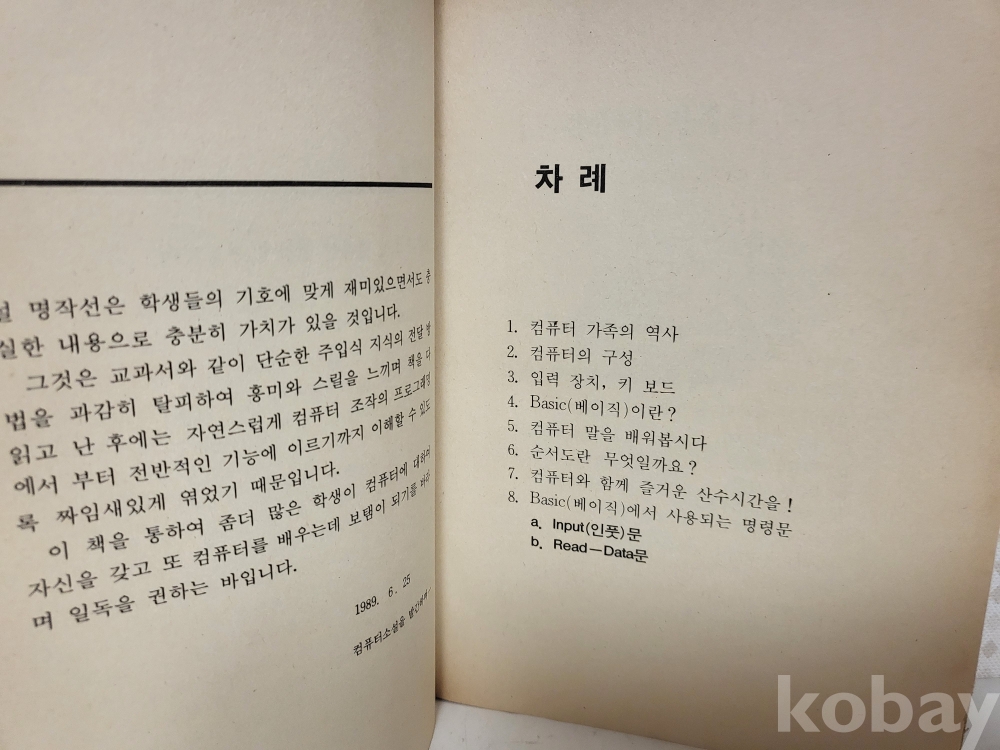 명작선은 학생들의 기호에 맞게 재미있으면서도 충
실한 내용으로 충분히 가치가 있을 것입니다.
그것은 교과서와 같이 단순한 주입식 지식의 전달 방
법을 과감히 탈피하여 흥미와 스릴을 느끼며 책을 다
읽고 난 후에는 자연스럽게 컴퓨터 조작의 프로그래밍
에서 부터 전반적인 기능에 이르기까지 이해할 수 있도
록 짜임새있게 엮었기 때문입니다.
이 책을 통하여 좀더 많은 학생이 컴퓨터에 대하여
자신을 갖고 또 컴퓨터를 배우는데 보탬이 되기를 바라
며 일독을 권하는 바입니다.
1989. 6. 25
컴퓨터소설을
차 례
1. 컴퓨터 가족의 역사
2. 컴퓨터의 구성
3. 입력 장치, 키 보드
4. Basic(베이직)이란?
5. 컴퓨터 말을 배워봅시다
6. 순서도란 무엇일까요?
7. 컴퓨터와 함께 즐거운 산수시간을!
8. Basic(베이직)에서 사용되는 명령문
a. Input(인풋)문
b. Read—Data문
kobay